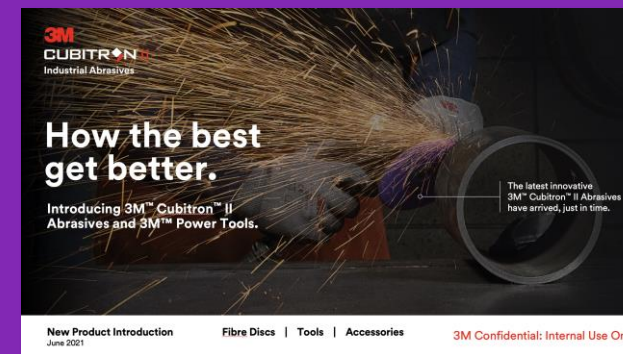 3M
CUBITRON II
Industrial Abrasives
How the best
get better.
Introducing 3M™ Cubitron™ II
Abrasives and 3M™ Power Tools.
The latest innovative
3M™ Cubitron™ II Abrasives
have arrived, just in time.
New Product Introduction
June 2021
Fibre Discs | Tools | Accessories
3M Confidential: Internal Use